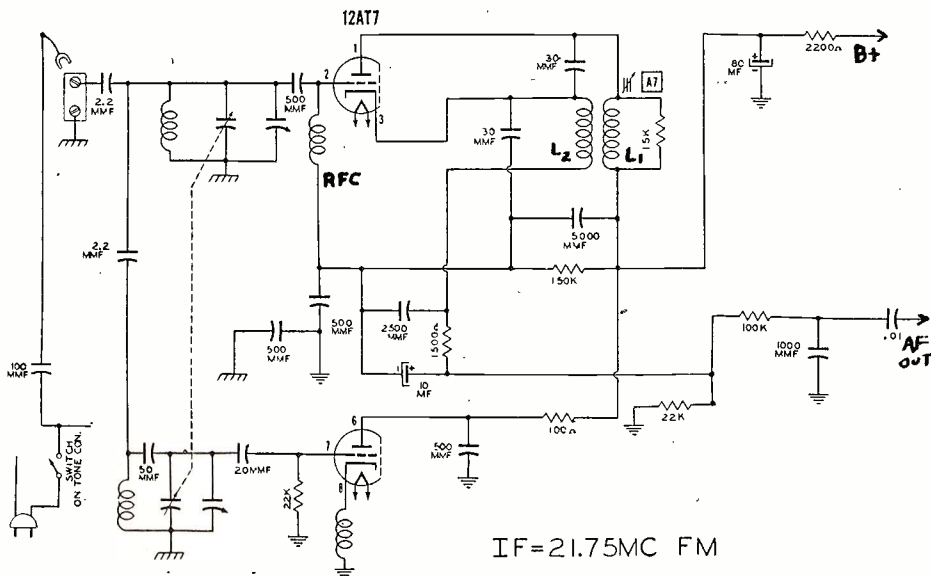 12AT7
1
2
3
2.2
MMF
500
MMF
30
MMF
A7
30
MMF
L2
L1
15K
80
MF
2200Ω
B+
RFC
2.2
MMF
5000
MMF
150K
500
MMF
500
MMF
2500
MMF
1500Ω
10
MF
100K
1000
MMF
.01
AF
OUT
22K
100
MMF
SWITCH
ON TONE CON.
50
MMF
20MMF
22K
6
7
8
500
MMF
100Ω
IF=21.75MC FM